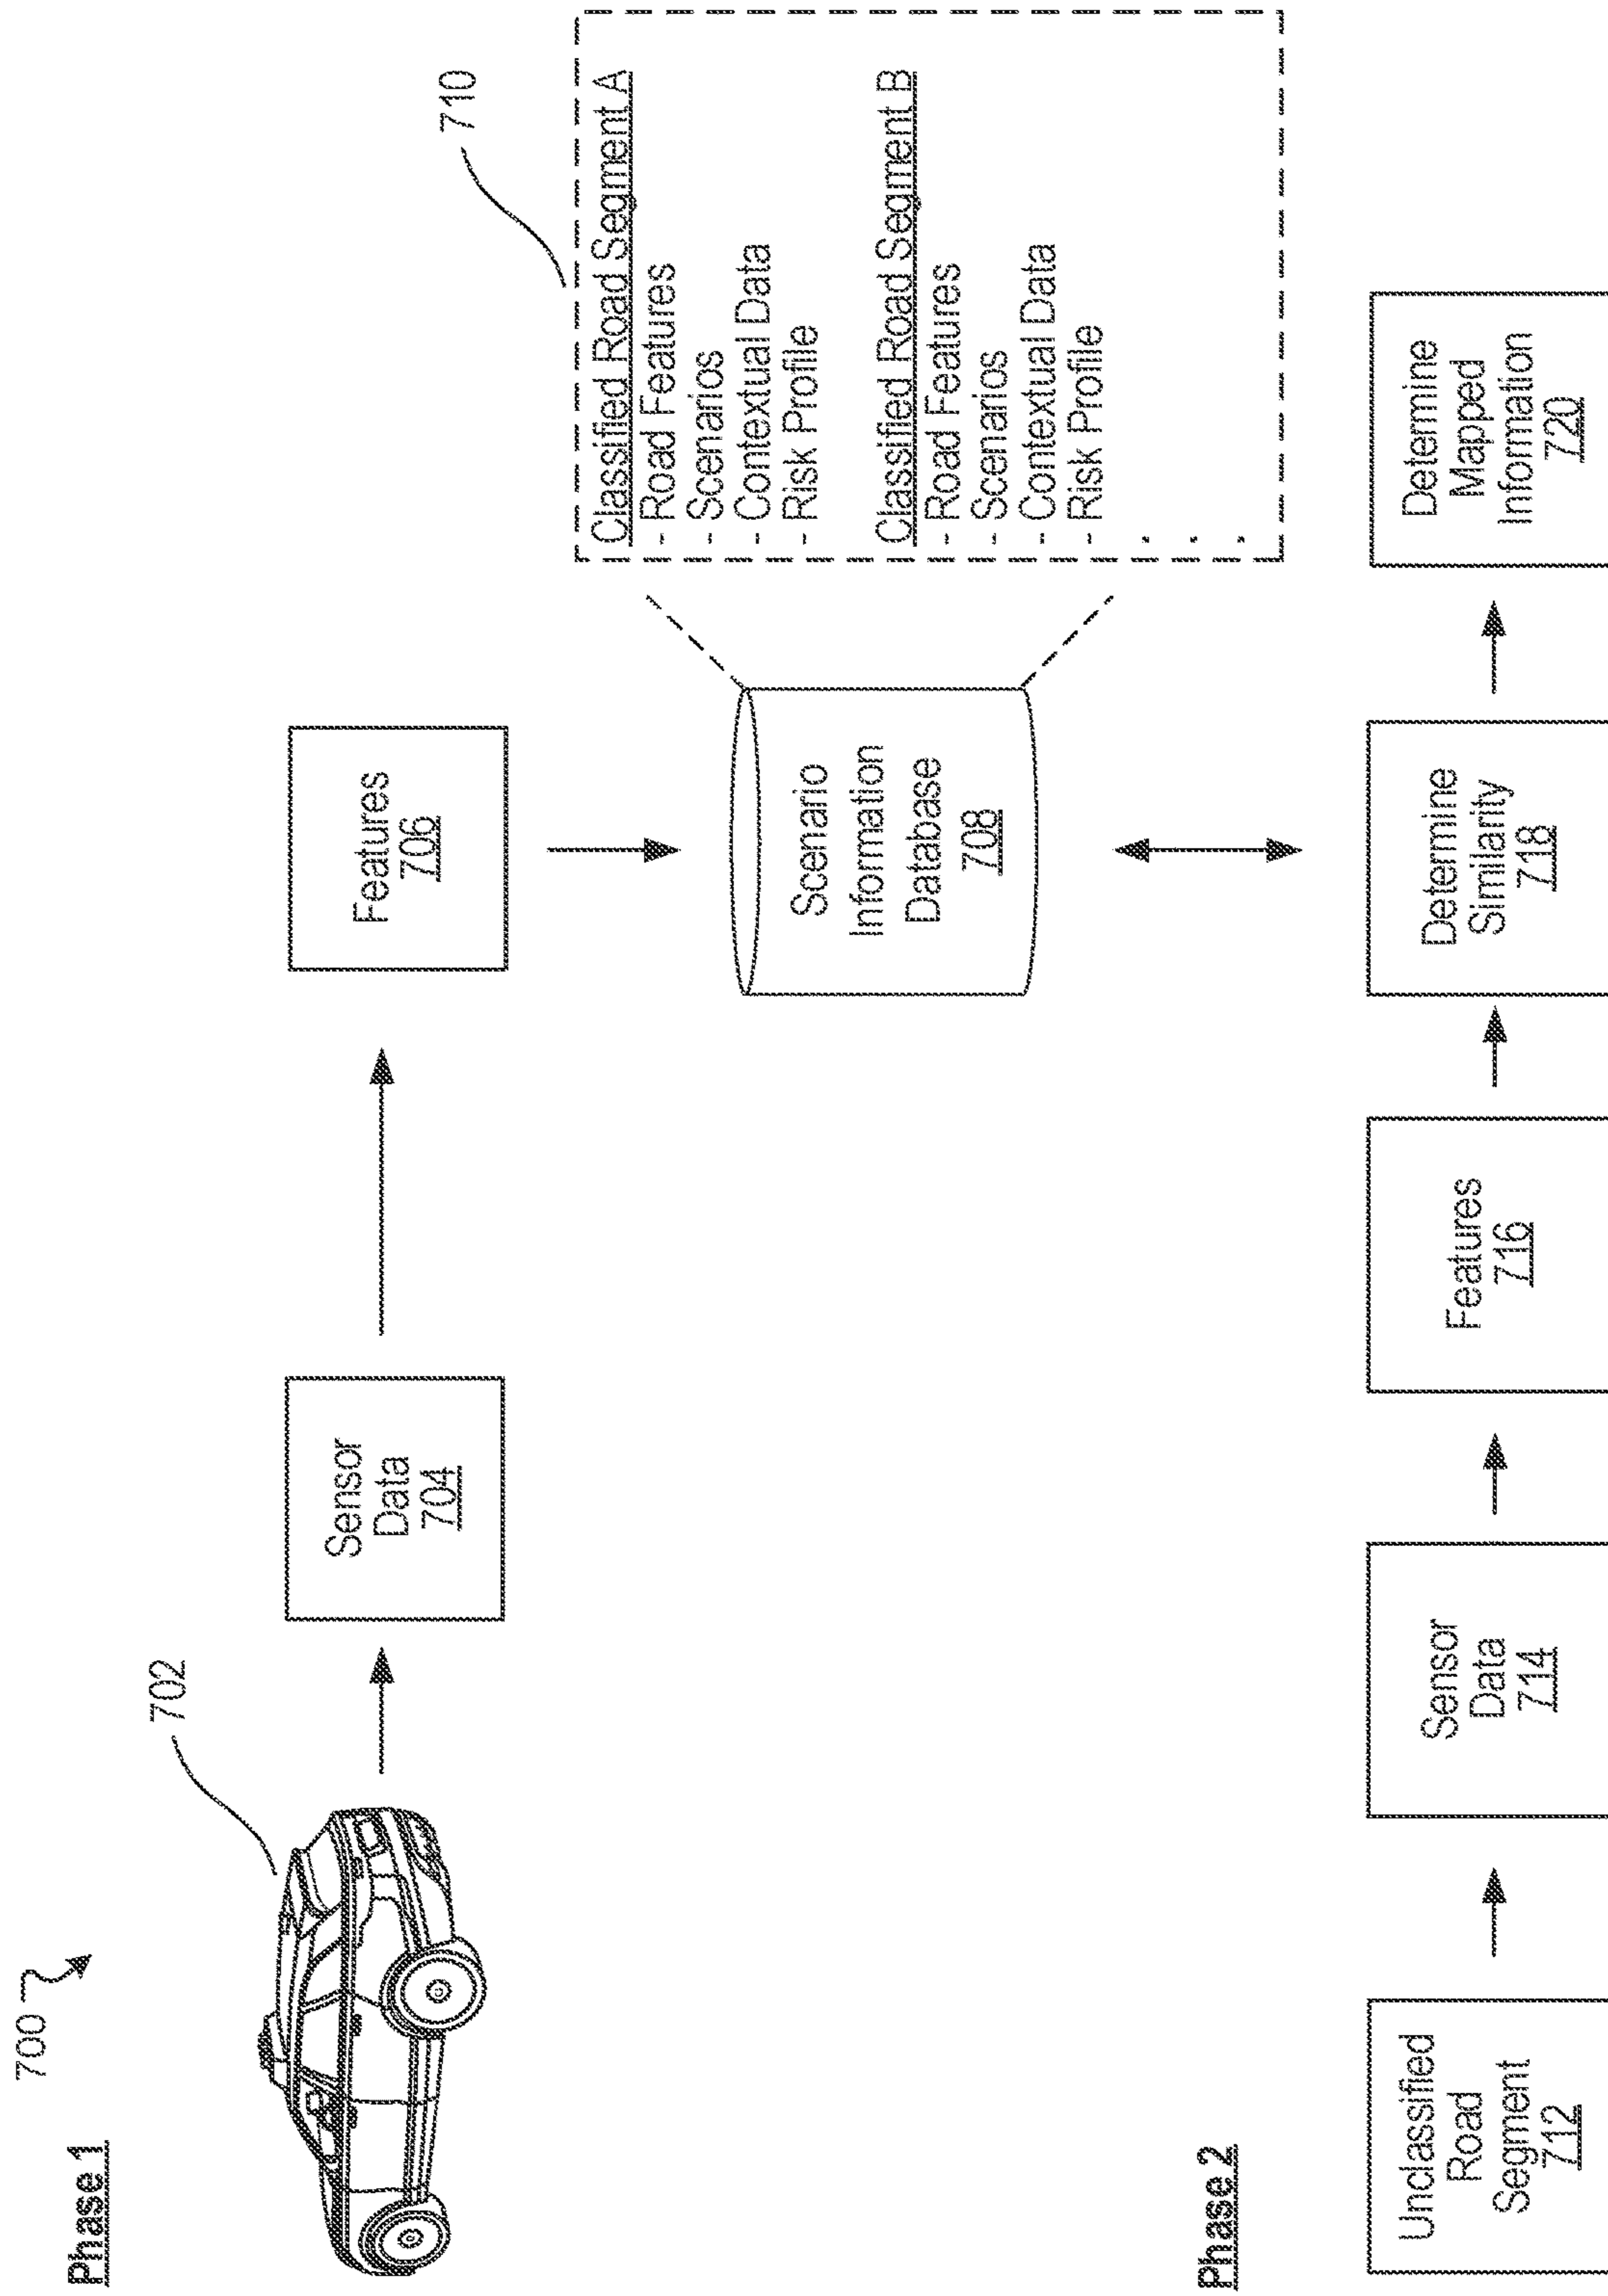 700
Phase 1
702
Sensor
Data
704
Features
706
Scenario
Information
Database
708
710
Classified Road Segment A
- Road Features
- Scenarios
- Contextual Data
- Risk Profile
Classified Road Segment B
- Road Features
- Scenarios
- Contextual Data
- Risk Profile
.
.
.
Phase 2
Unclassified
Road
Segment
712
Sensor
Data
714
Features
716
Determine
Similarity
718
Determine
Mapped
Information
720